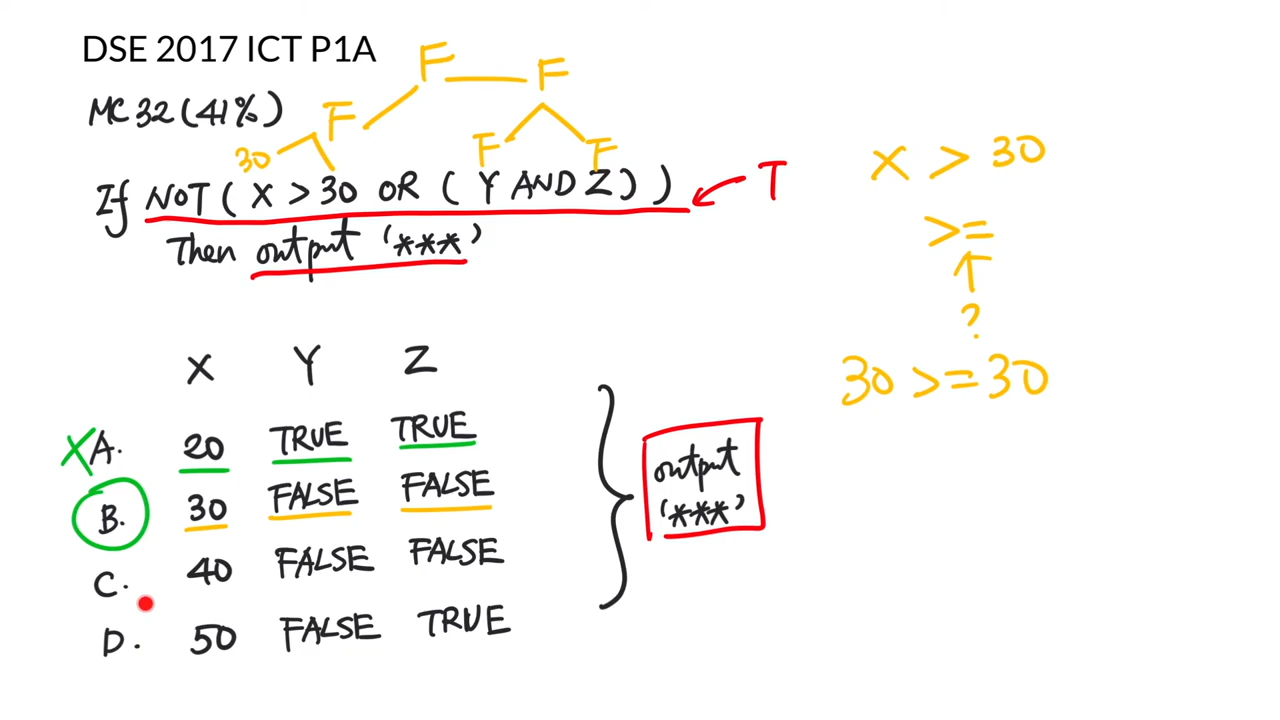 DSE 2017 ICT P1A
MC 32 (41%)
F F
F
30 F F
If NOT ( X > 30 OR ( Y AND Z ) ) T
Then output '***'
X Y Z
X A. 20 TRUE TRUE
B. 30 FALSE FALSE
C. 40 FALSE FALSE
D. 50 FALSE TRUE
output
'***'
X > 30
>=
?
30 >= 30